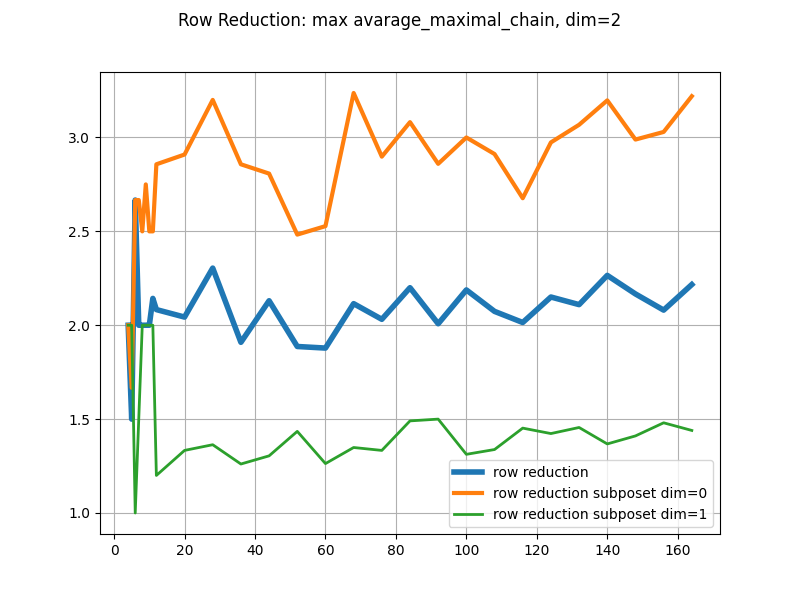 Row Reduction: max avarage_maximal_chain, dim=2
3.0
2.5
2.0
1.5
1.0
row reduction
row reduction subposet dim=0
row reduction subposet dim=1
0 20 40 60 80 100 120 140 160